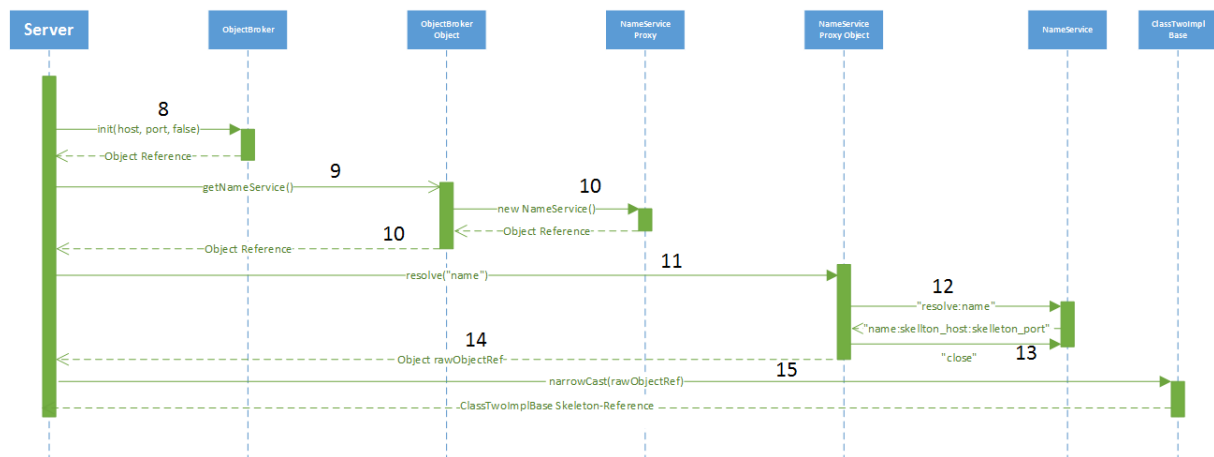 Server
ObjectBroker
ObjectBroker
Object
NameService
Proxy
NameService
Proxy Object
NameService
ClassTwoImpl
Base
8
init(host, port, false)
Object Reference
9
getNameService()
10
new NameService()
Object Reference
10
Object Reference
11
resolve("name")
12
"resolve:name"
"name:skellton_host:skelleton_port"
14
Object rawObjectRef
"close"
13
15
narrowCast(rawObjectRef)
ClassTwoImplBase Skeleton-Reference